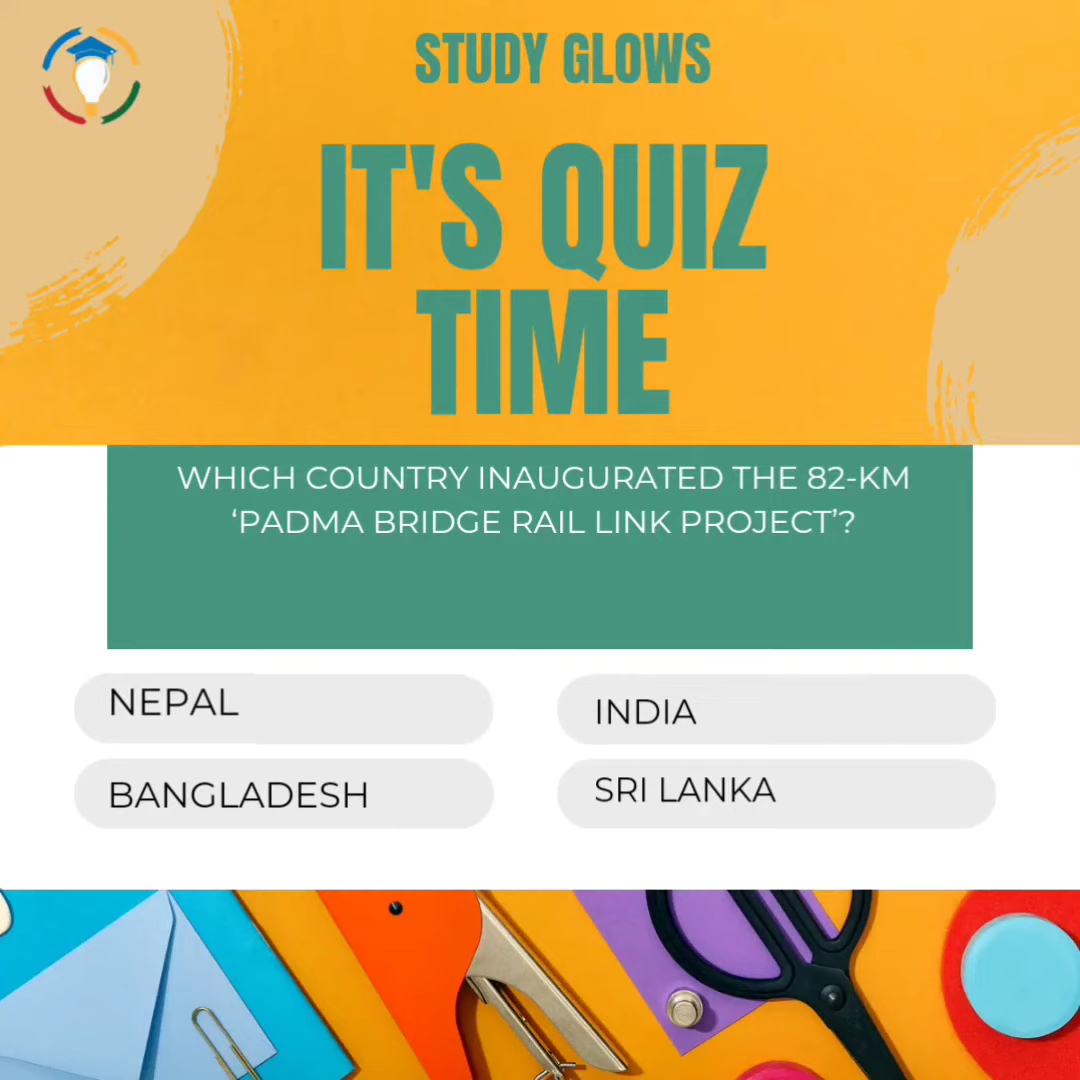 STUDY GLOWS
IT'S QUIZ
TIME
WHICH COUNTRY INAUGURATED THE 82-KM
‘PADMA BRIDGE RAIL LINK PROJECT’?
NEPAL
INDIA
BANGLADESH
SRI LANKA